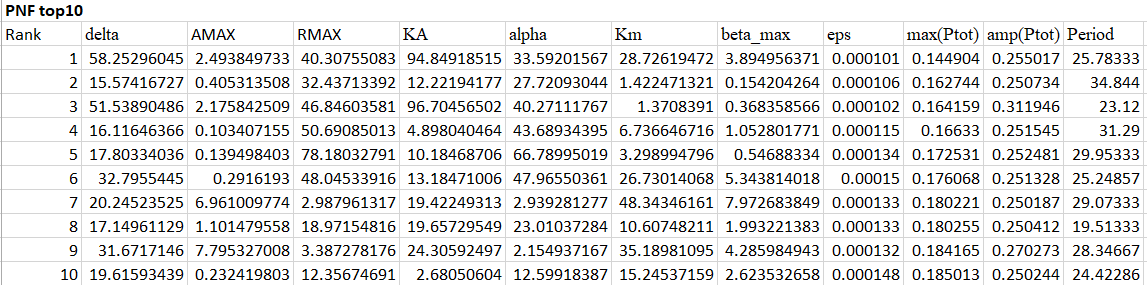 PNF top10
Rank delta AMAX RMAX KA alpha Km beta_max eps max(Ptot) amp(Ptot) Period
1 58.25296045 2.493849733 40.30755083 94.84918515 33.59201567 28.72619472 3.894956371 0.000101 0.144904 0.255017 25.78333
2 15.57416727 0.405313508 32.43713392 12.22194177 27.72093044 1.422471321 0.154204264 0.000115 0.162744 0.250734 34.844
3 51.53890486 2.175842509 46.84603581 96.70456502 40.27111767 1.3708391 0.368358566 0.000102 0.164159 0.311946 23.12
4 16.11646366 0.103407155 50.69085013 4.898040464 43.68934395 6.736646716 1.052801771 0.000115 0.16633 0.251545 31.29
5 17.80334036 0.139498403 78.18032791 10.18468706 66.78995019 3.298994796 0.54688334 0.000134 0.172531 0.252481 29.95333
6 32.7955445 0.2916193 48.04533916 13.18471006 47.96550361 26.73014068 5.343814018 0.00015 0.176068 0.251328 25.24857
7 20.24523525 6.961009774 2.987961317 19.42249313 2.939281277 48.34346161 7.972683849 0.000133 0.180221 0.250187 29.07333
8 17.14961129 1.101479558 18.97154816 19.65729549 23.01037284 10.60748211 1.993221383 0.000133 0.180255 0.250412 19.51333
9 31.6717146 7.795327008 3.387278176 24.30592497 2.154937167 35.18981095 4.285984943 0.000132 0.184165 0.270273 28.34667
10 19.61593439 0.232419803 12.35674691 2.68050604 12.59918387 15.24537159 2.623532658 0.000148 0.185013 0.250244 24.42286